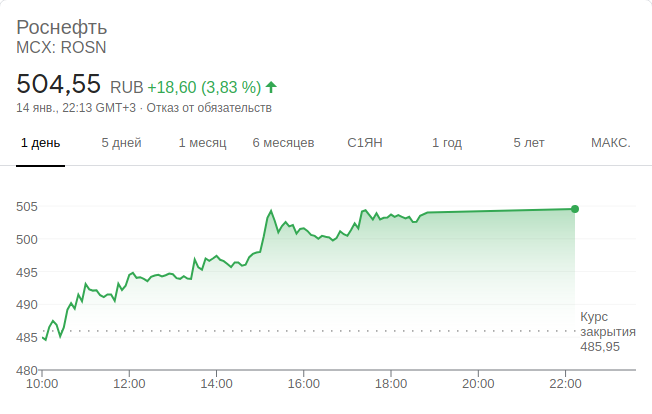 Роснефть
MCX: ROSN
504,55 RUB +18,60 (3,83 %)
14 янв., 22:13 GMT+3 · Отказ от обязательств
1 день 5 дней 1 месяц 6 месяцев С1ЯН 1 год 5 лет МАКС.
505
500
495
490
485
480
Курс
закрытия
485,95
10:00 12:00 14:00 16:00 18:00 20:00 22:00